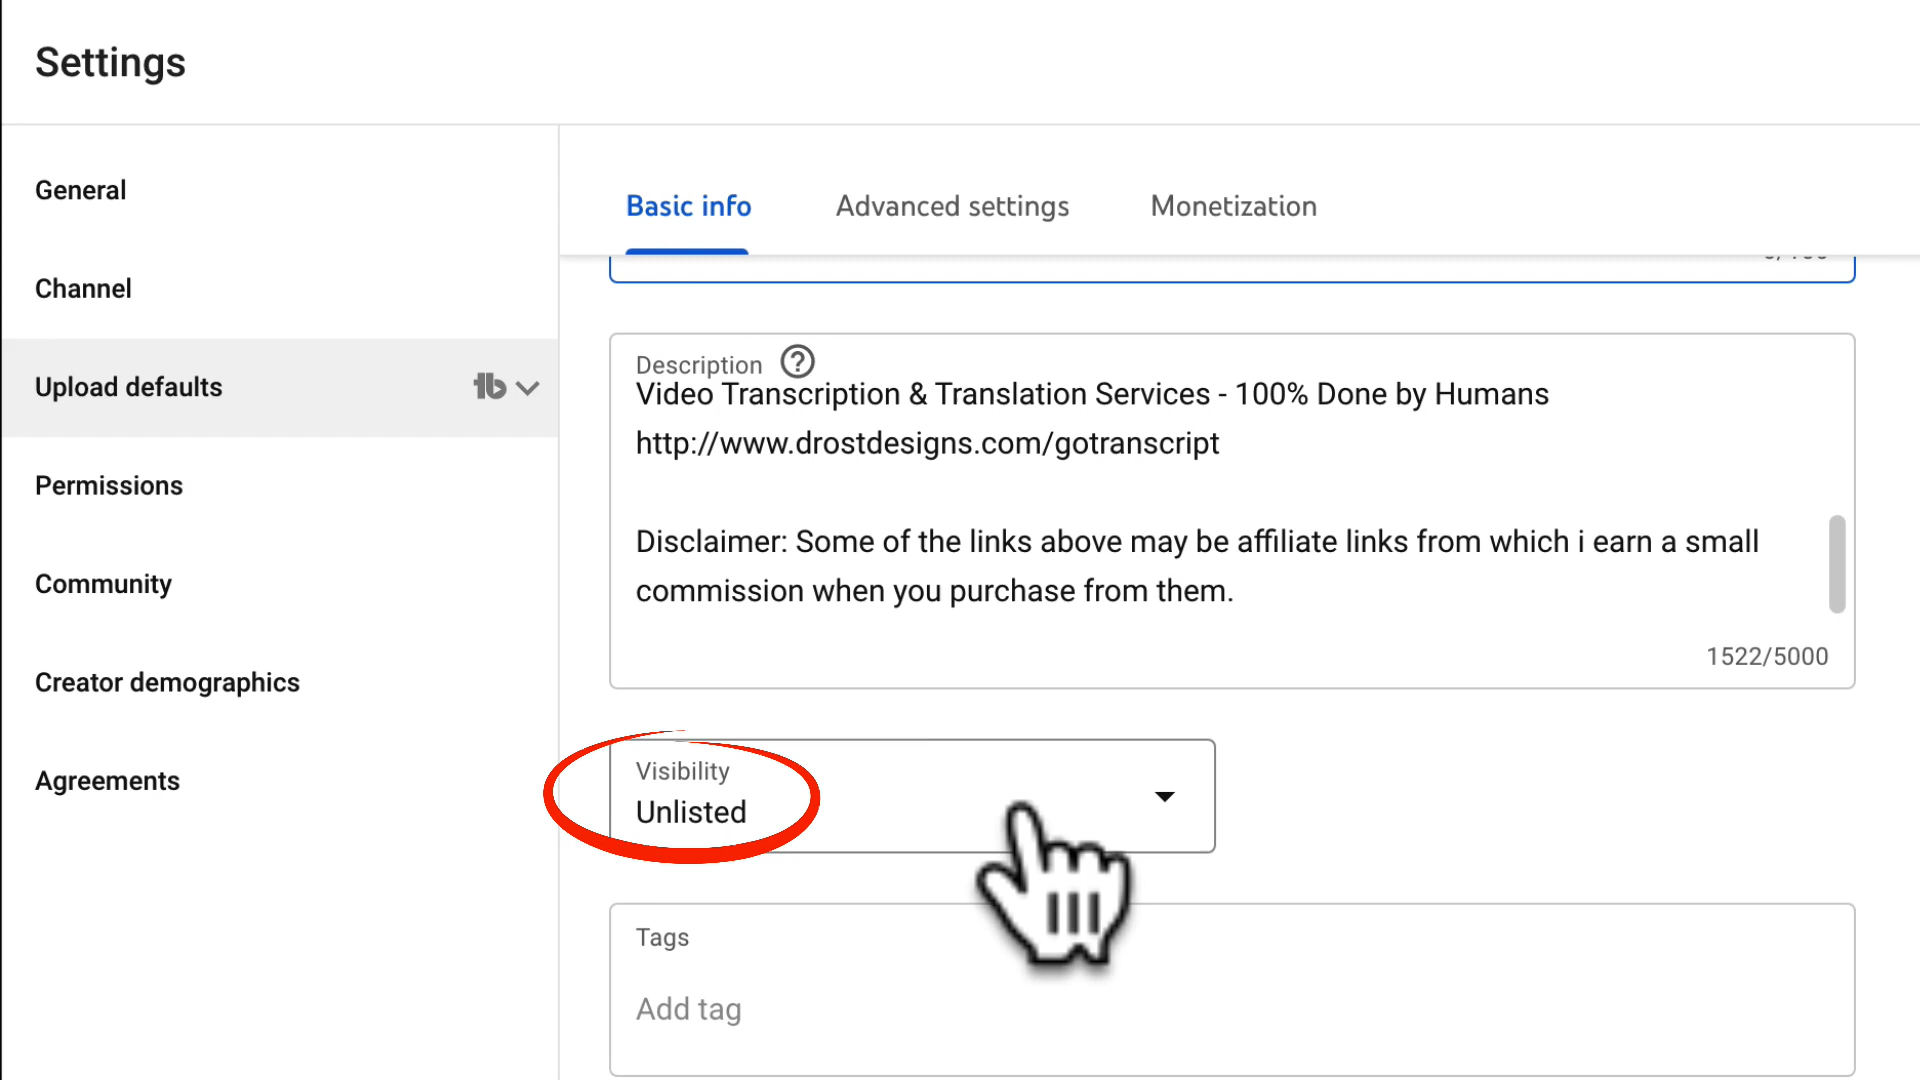 Settings
General
Channel
Upload defaults
Permissions
Community
Creator demographics
Agreements
Basic info Advanced settings Monetization
Description
Video Transcription & Translation Services - 100% Done by Humans
http://www.drostdesigns.com/gotranscript
Disclaimer: Some of the links above may be affiliate links from which i earn a small
commission when you purchase from them.
1522/5000
Visibility
Unlisted
Tags
Add tag